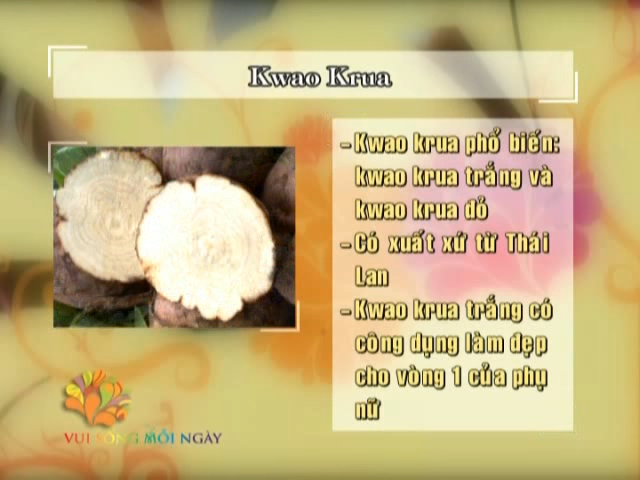 Kwao Krua
- Kwao krua phổ biến:
kwao krua trắng và
kwao krua đỏ
- Có xuất xứ từ Thái
Lan
- Kwao krua trắng có
công dụng làm đẹp
cho vòng 1 của phụ
nữ
VUI SỐNG MỖI NGÀY